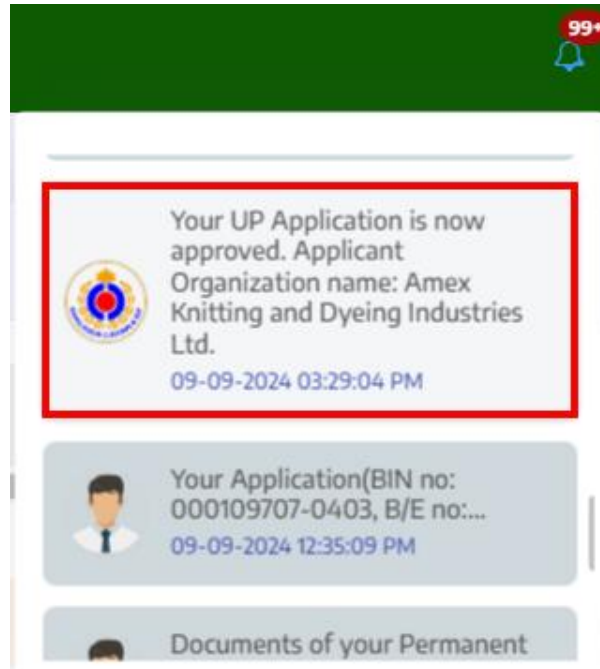 99+
Your UP Application is now
approved. Applicant
Organization name: Amex
Knitting and Dyeing Industries
Ltd.
09-09-2024 03:29:04 PM
Your Application(BIN no:
000109707-0403, B/E no:...
09-09-2024 12:35:09 PM
Documents of your Permanent